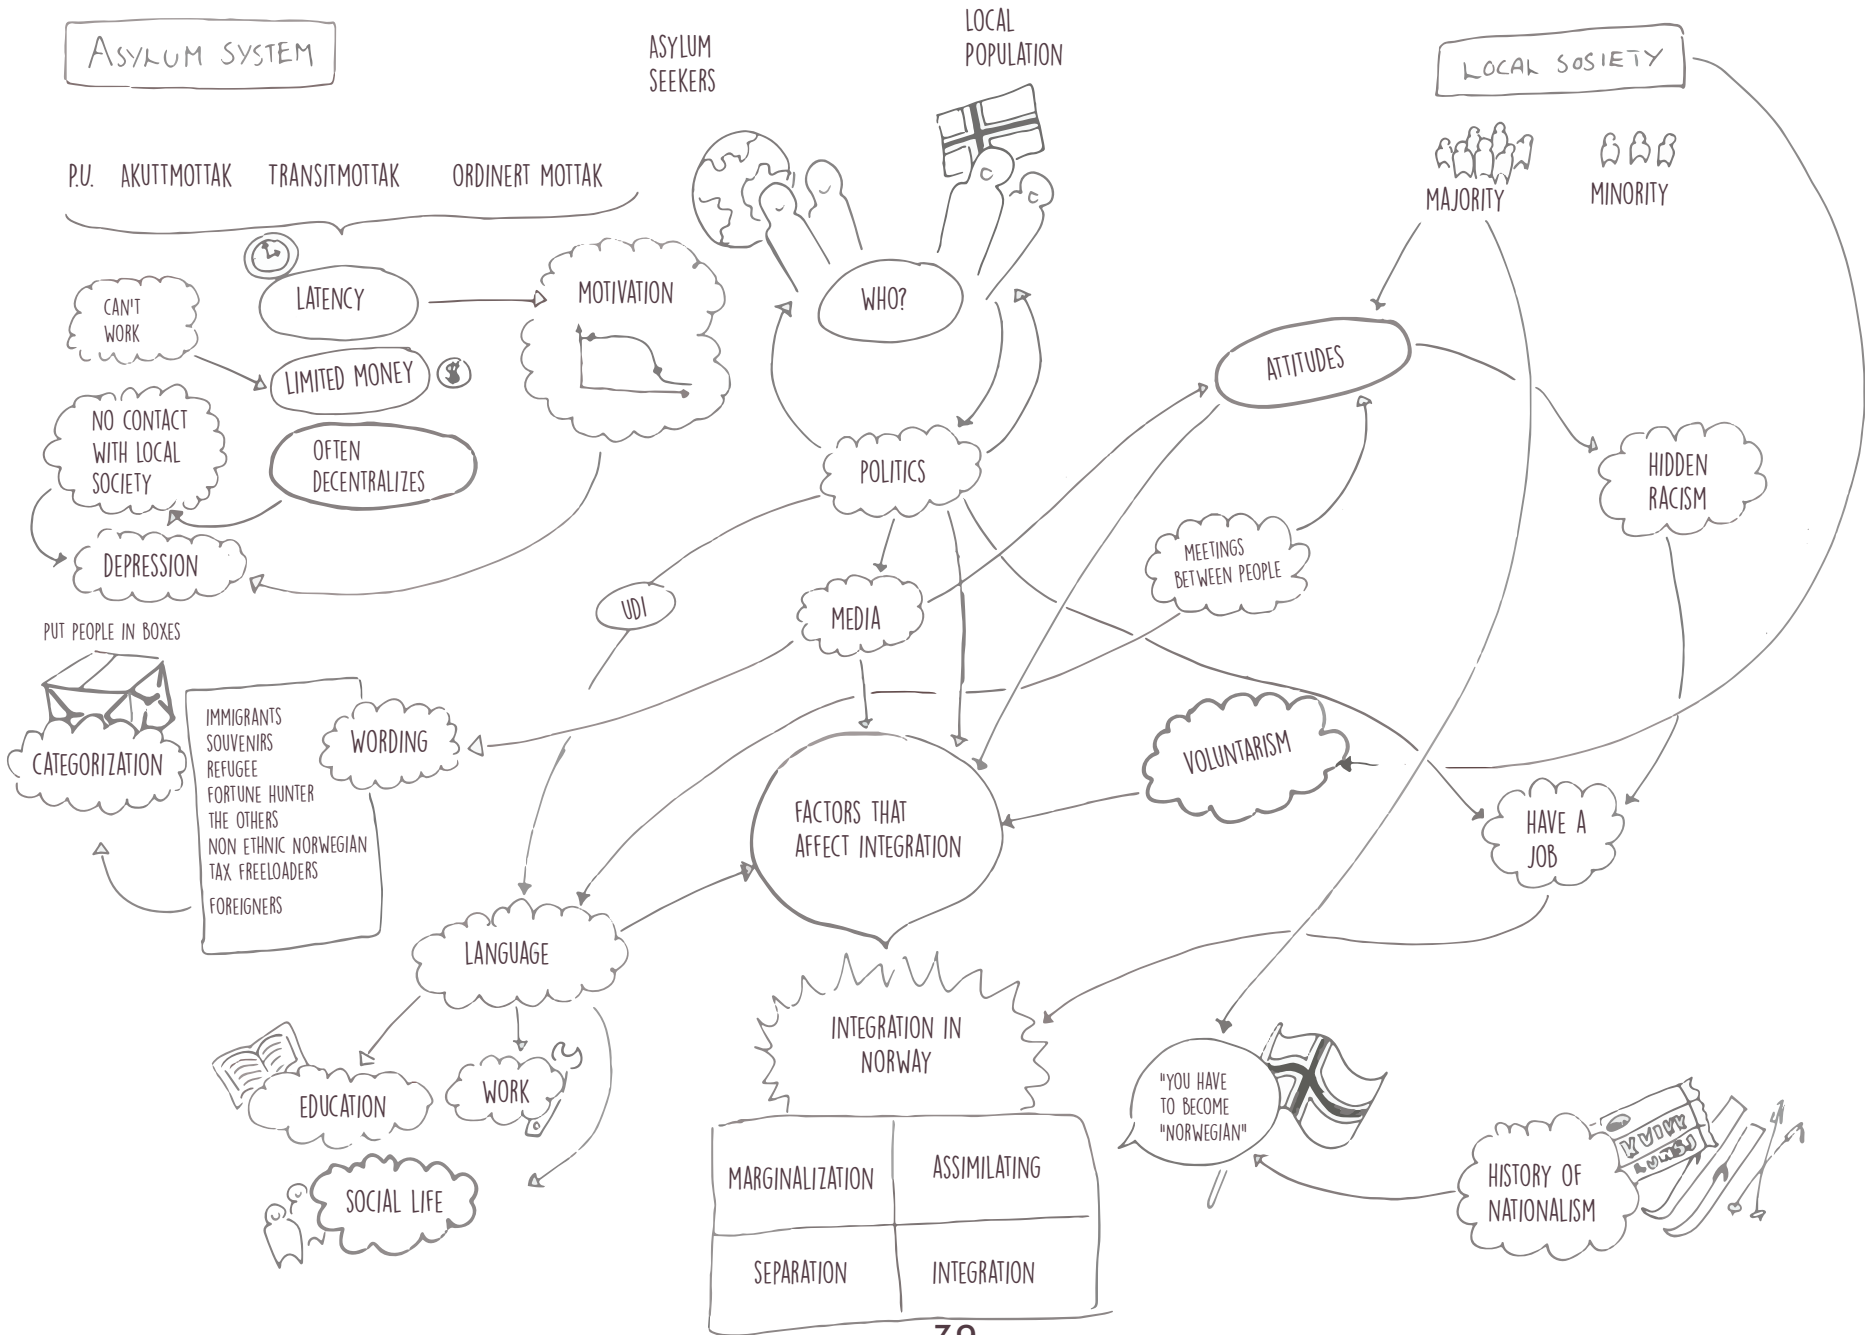 ASYLUM SYSTEM
P.U. AKUTTMOTTAK TRANSITMOTTAK ORDINERT MOTTAK
CAN'T
WORK
LATENCY
LIMITED MONEY
$
NO CONTACT
WITH LOCAL
SOCIETY
OFTEN
DECENTRALIZES
DEPRESSION
MOTIVATION
PUT PEOPLE IN BOXES
CATEGORIZATION
IMMIGRANTS
SOUVENIRS
REFUGEE
FORTUNE HUNTER
THE OTHERS
NON ETHNIC NORWEGIAN
TAX FREELOADERS
FOREIGNERS
WORDING
ASYLUM
SEEKERS
LOCAL
POPULATION
WHO?
POLITICS
UDI
MEDIA
FACTORS THAT
AFFECT INTEGRATION
LANGUAGE
EDUCATION
WORK
SOCIAL LIFE
INTEGRATION IN
NORWAY
MARGINALIZATION
ASSIMILATING
SEPARATION
INTEGRATION
LOCAL SOSIETY
MAJORITY
MINORITY
ATTITUDES
HIDDEN
RACISM
MEETINGS
BETWEEN PEOPLE
VOLUNTARISM
HAVE A
JOB
"YOU HAVE
TO BECOME
"NORWEGIAN"
HISTORY OF
NATIONALISM
KVIKK
LUNSJ